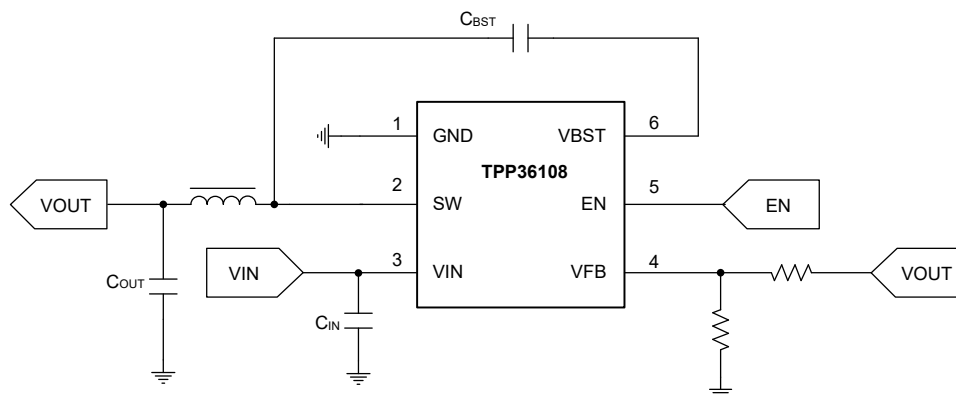 CBST
1 GND VBST 6
TPP36108
VOUT 2 SW EN 5 EN
VIN 3 VIN VFB 4 VOUT
COUT
CIN